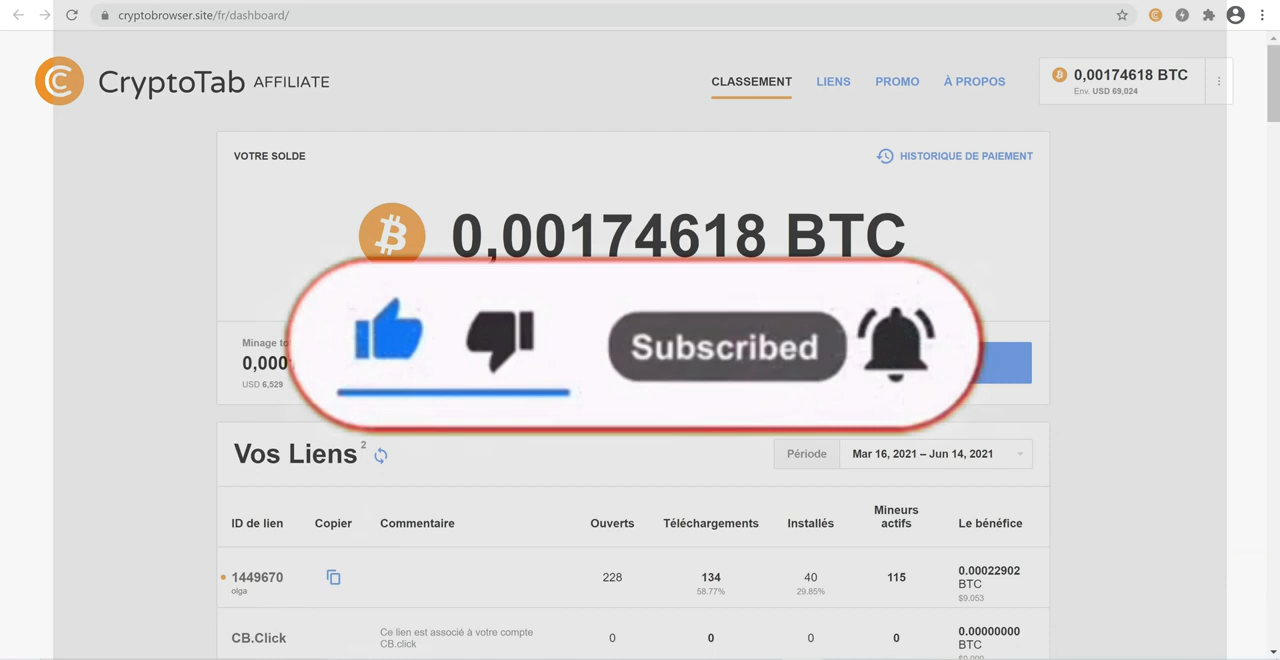 cryptobrowser.site/fr/dashboard/
CryptoTab AFFILIATE
CLASSEMENT LIENS PROMO À PROPOS
0,00174618 BTC
Env. USD 69,024
VOTRE SOLDE
HISTORIQUE DE PAIEMENT
0,00174618 BTC
Subscribed
Minage
0,000
USD 6,529
Vos Liens 2
Période Mar 16, 2021 – Jun 14, 2021
ID de lien Copier Commentaire Ouverts Téléchargements Installés Mineurs actifs Le bénéfice
1449670 228 134 40 115 0.00022902 BTC
olga 58.77% 29.85% $9.053
CB.Click Ce lien est associé à votre compte CB.click 0 0 0 0 0.00000000 BTC